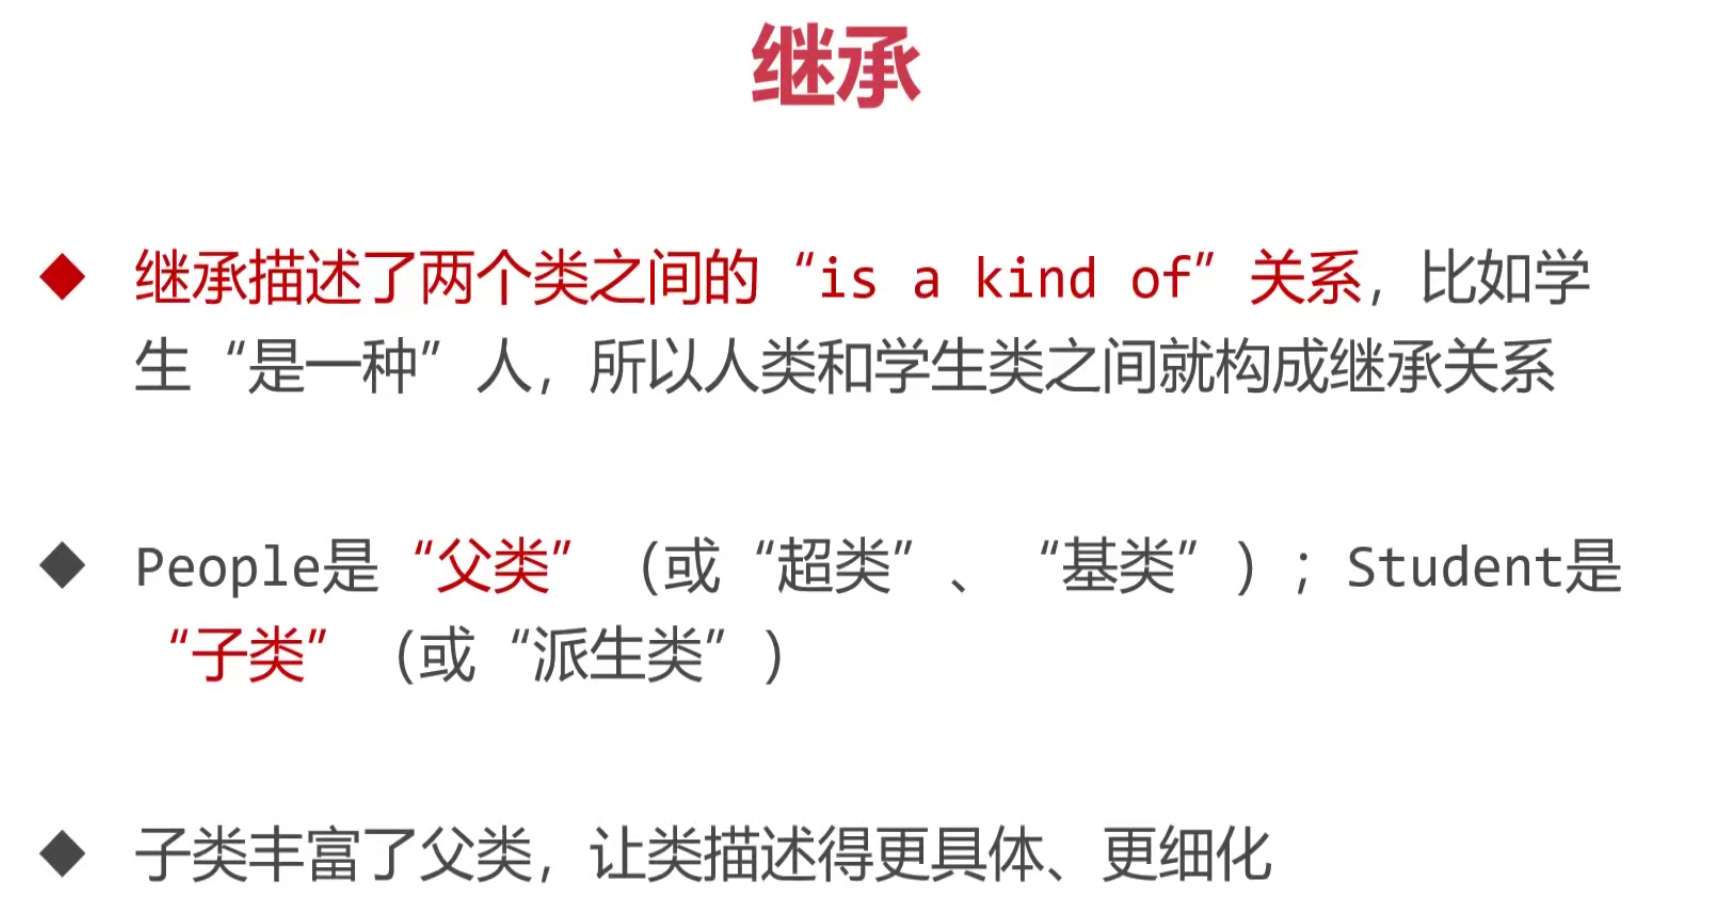 继承
继承描述了两个类之间的“is a kind of”关系，比如学
生“是一种”人，所以人类和学生类之间就构成继承关系
People是“父类”（或“超类”、“基类”）；Student是
“子类”（或“派生类”）
子类丰富了父类，让类描述得更具体、更细化